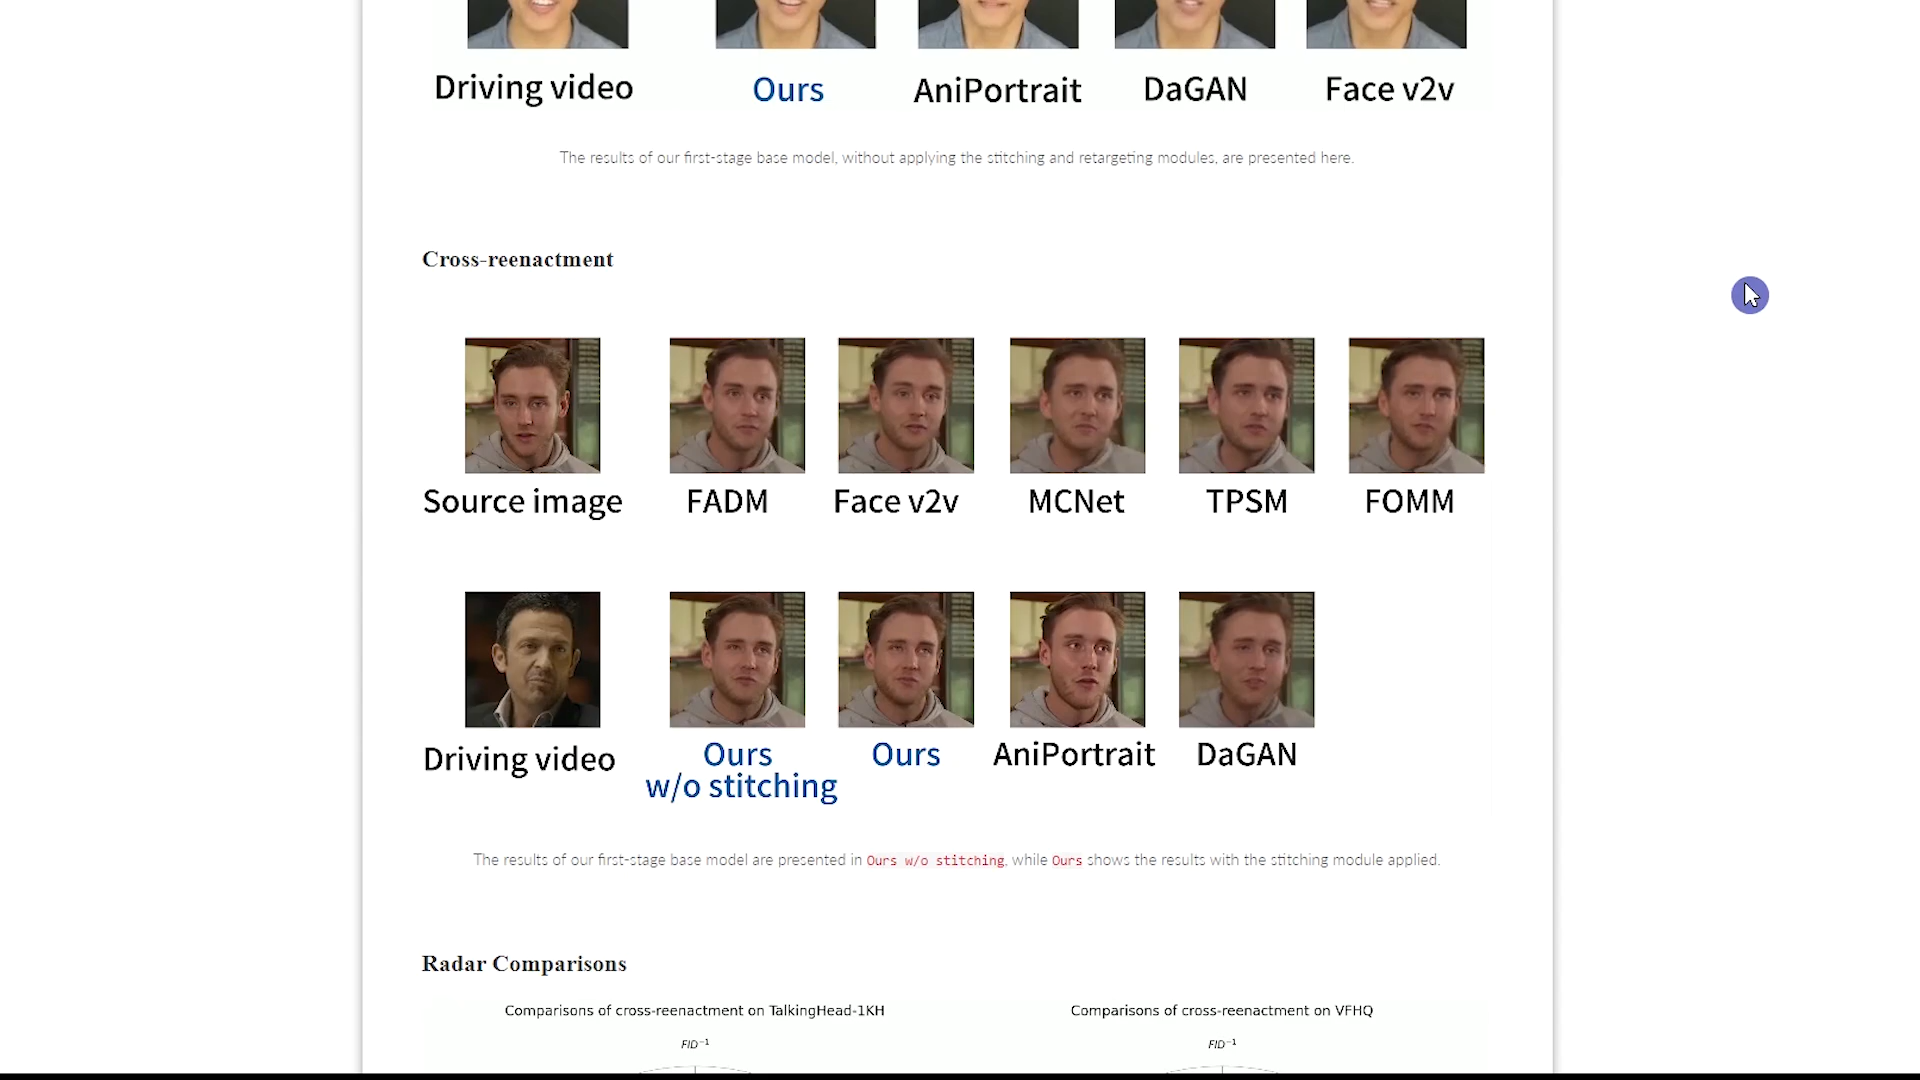 Driving video
Ours
AniPortrait
DaGAN
Face v2v
The results of our first-stage base model, without applying the stitching and retargeting modules, are presented here.
Cross-reenactment
Source image
FADM
Face v2v
MCNet
TPSM
FOMM
Driving video
Ours
w/o stitching
Ours
AniPortrait
DaGAN
The results of our first-stage base model are presented in Ours w/o stitching, while Ours shows the results with the stitching module applied.
Radar Comparisons
Comparisons of cross-reenactment on TalkingHead-1KH
Comparisons of cross-reenactment on VFHQ
FID⁻¹
FID⁻¹